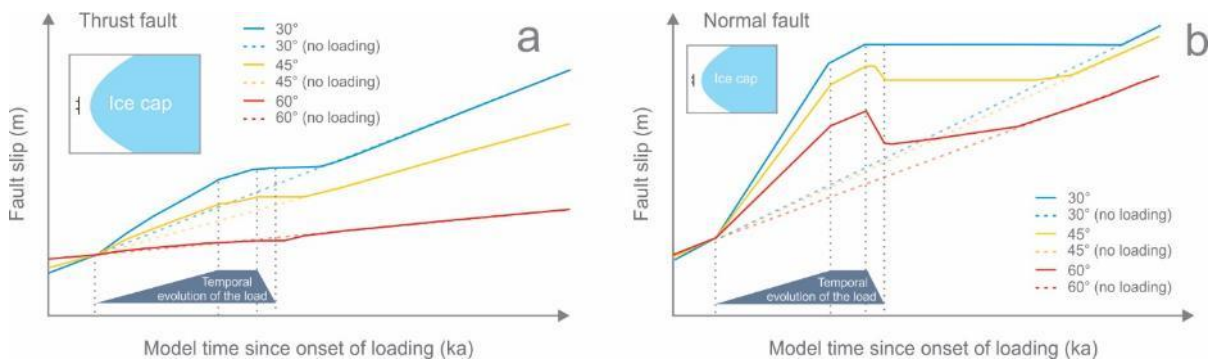 Thrust fault
a
30°
30° (no loading)
45°
45° (no loading)
60°
60° (no loading)
Ice cap
Fault slip (m)
Temporal
evolution of the load
Model time since onset of loading (ka)
Normal fault
b
Ice cap
Fault slip (m)
30°
30° (no loading)
45°
45° (no loading)
60°
60° (no loading)
Temporal
evolution of the load
Model time since onset of loading (ka)